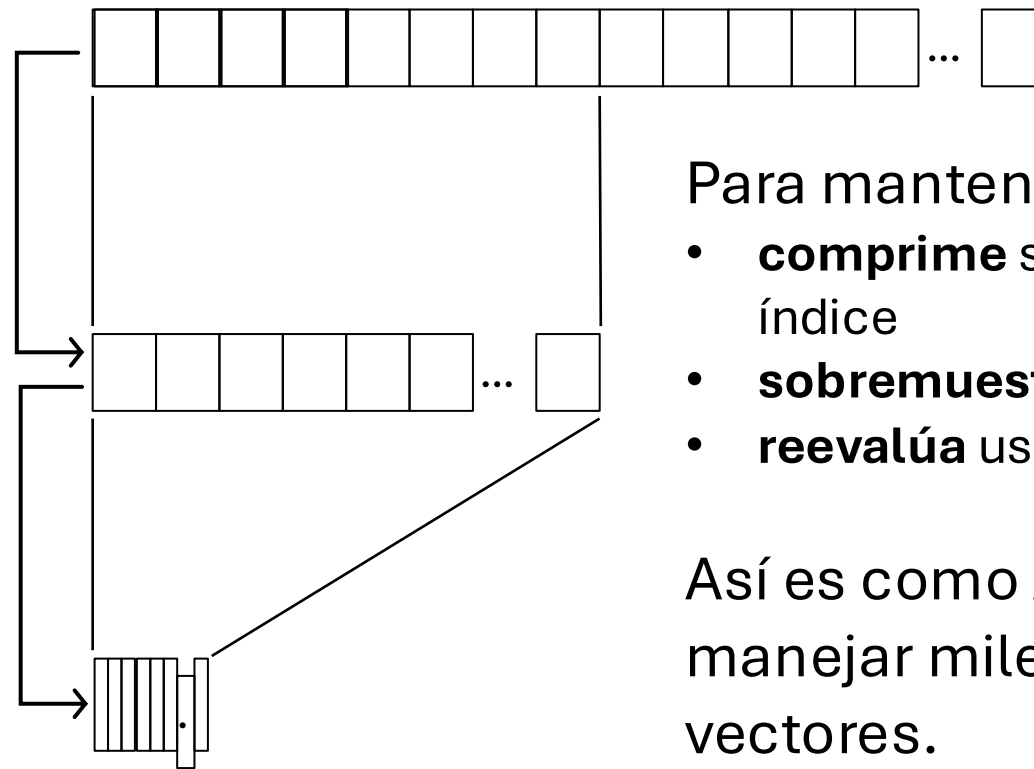 ...
Para manten
• comprime s
índice
...
• sobremuest
• reevalúa us
Así es como
manejar mile
vectores.